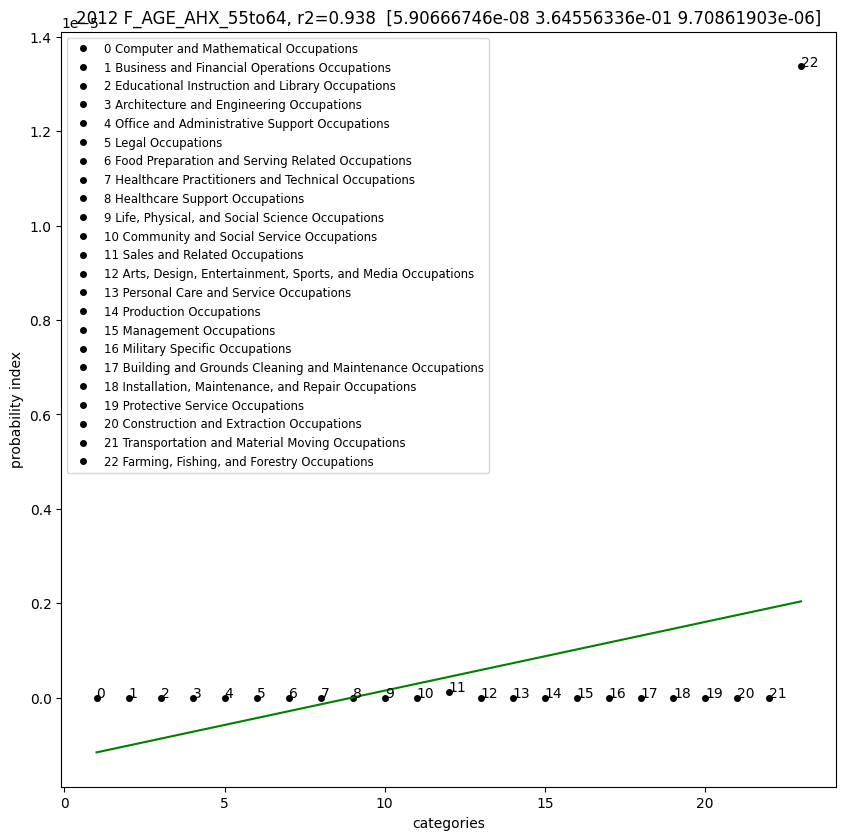 2012 F_AGE_AHX_55to64, r2=0.938  [5.90666746e-08 3.64556336e-01 9.70861903e-06]
1e−5
1.4
1.2
1.0
0.8
0.6
0.4
0.2
0.0
probability index
0 Computer and Mathematical Occupations
1 Business and Financial Operations Occupations
2 Educational Instruction and Library Occupations
3 Architecture and Engineering Occupations
4 Office and Administrative Support Occupations
5 Legal Occupations
6 Food Preparation and Serving Related Occupations
7 Healthcare Practitioners and Technical Occupations
8 Healthcare Support Occupations
9 Life, Physical, and Social Science Occupations
10 Community and Social Service Occupations
11 Sales and Related Occupations
12 Arts, Design, Entertainment, Sports, and Media Occupations
13 Personal Care and Service Occupations
14 Production Occupations
15 Management Occupations
16 Military Specific Occupations
17 Building and Grounds Cleaning and Maintenance Occupations
18 Installation, Maintenance, and Repair Occupations
19 Protective Service Occupations
20 Construction and Extraction Occupations
21 Transportation and Material Moving Occupations
22 Farming, Fishing, and Forestry Occupations
22
0 1 2 3 4 5 6 7 8 9 10 11 12 13 14 15 16 17 18 19 20 21
0 5 10 15 20
categories